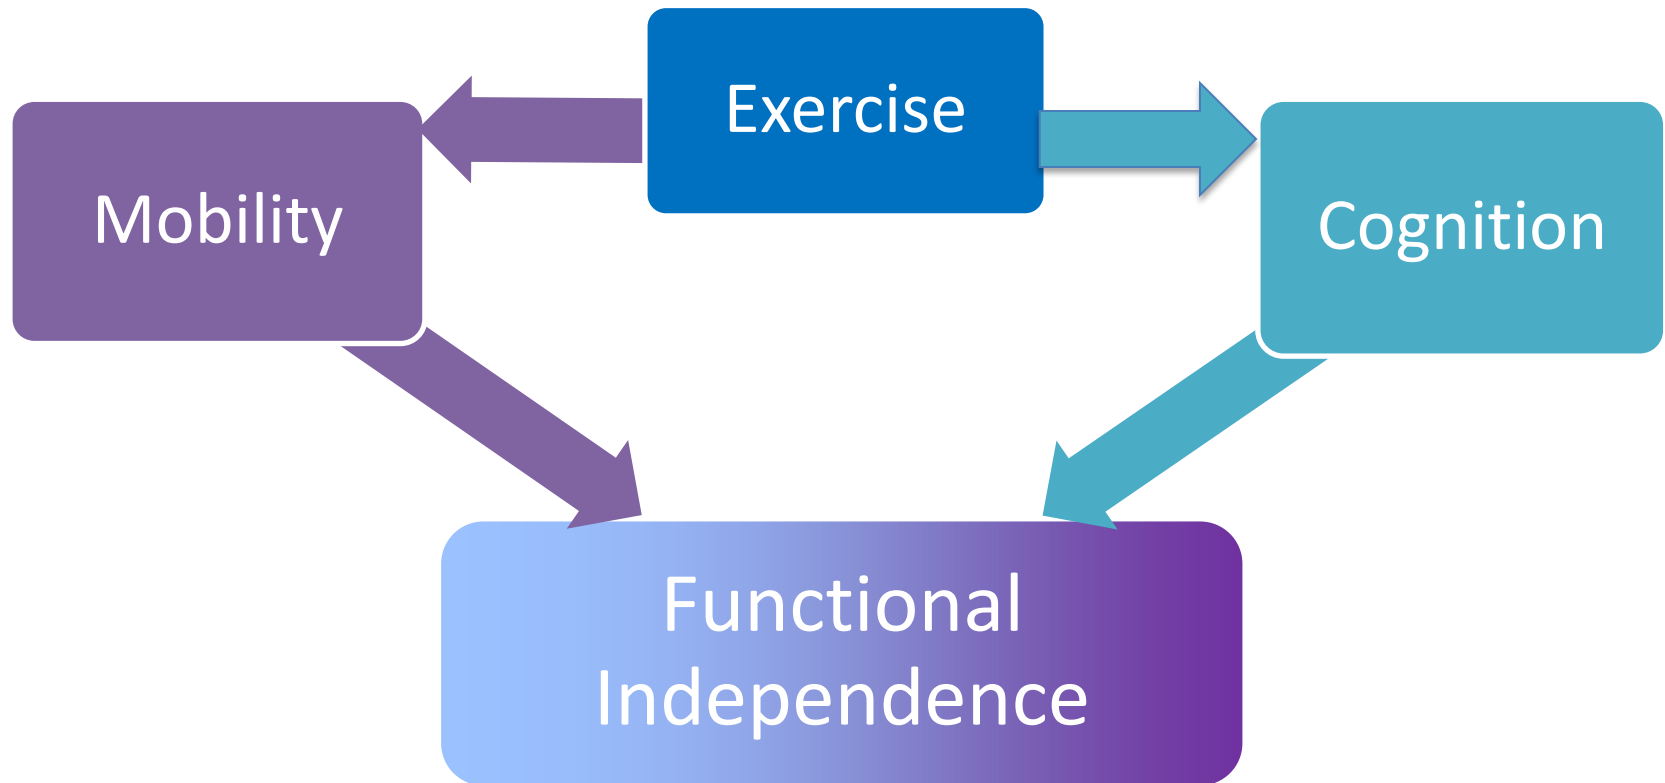 Exercise
Mobility
Cognition
Functional
Independence